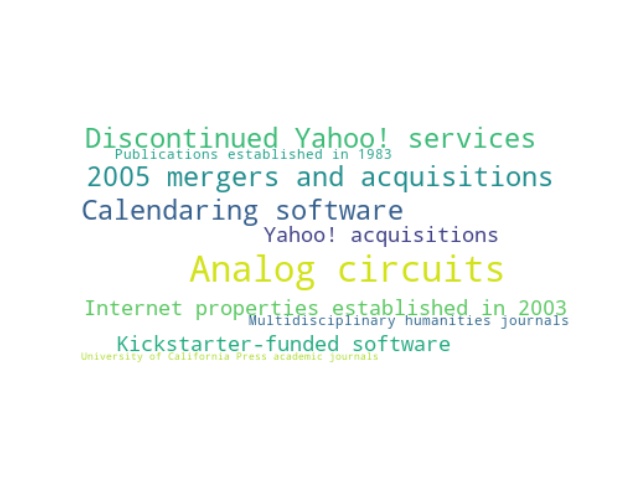 Discontinued Yahoo! services
Publications established in 1983
2005 mergers and acquisitions
Calendaring software
Yahoo! acquisitions
Analog circuits
Internet properties established in 2003
Multidisciplinary humanities journals
Kickstarter-funded software
University of California Press academic journals